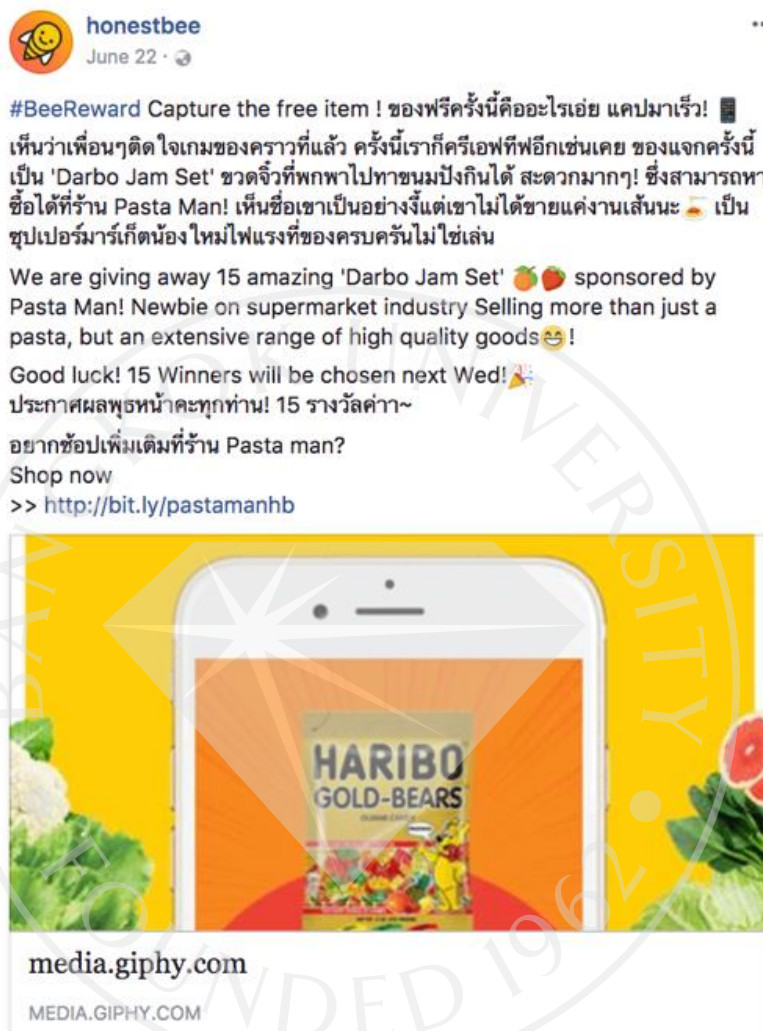 honestbee
June 22
#BeeReward Capture the free item ! ของฟรีครั้งนี้คืออะไรเอ่ย แคปมาเร็ว!
เห็นว่าเพื่อนๆติดใจเกมของคราวที่แล้ว ครั้งนี้เราก็ครีเอฟทีฟอีกเช่นเคย ของแจกครั้งนี้
เป็น 'Darbo Jam Set' ขวดจิ๋วที่พกพาไปทาขนมปังกินได้ สะดวกมากๆ! ซึ่งสามารถหา
ซื้อได้ที่ร้าน Pasta Man! เห็นชื่อเขาเป็นอย่างงี้แต่เขาไม่ได้ขายแค่งานเส้นนะ เป็น
ซุปเปอร์มาร์เก็ตน้องใหม่ไฟแรงที่ของครบครันไม่ใช่เล่น
We are giving away 15 amazing 'Darbo Jam Set' sponsored by
Pasta Man! Newbie on supermarket industry Selling more than just a
pasta, but an extensive range of high quality goods !
Good luck! 15 Winners will be chosen next Wed!
ประกาศผลพุธหน้าคะทุกท่าน! 15 รางวัลค่าา~
อยากช้อปเพิ่มเติมที่ร้าน Pasta man?
Shop now
>> http://bit.ly/pastamanhb
HARIBO
GOLD-BEARS
media.giphy.com
MEDIA.GIPHY.COM
BANGKOK UNIVERSITY
FOUNDED 1962